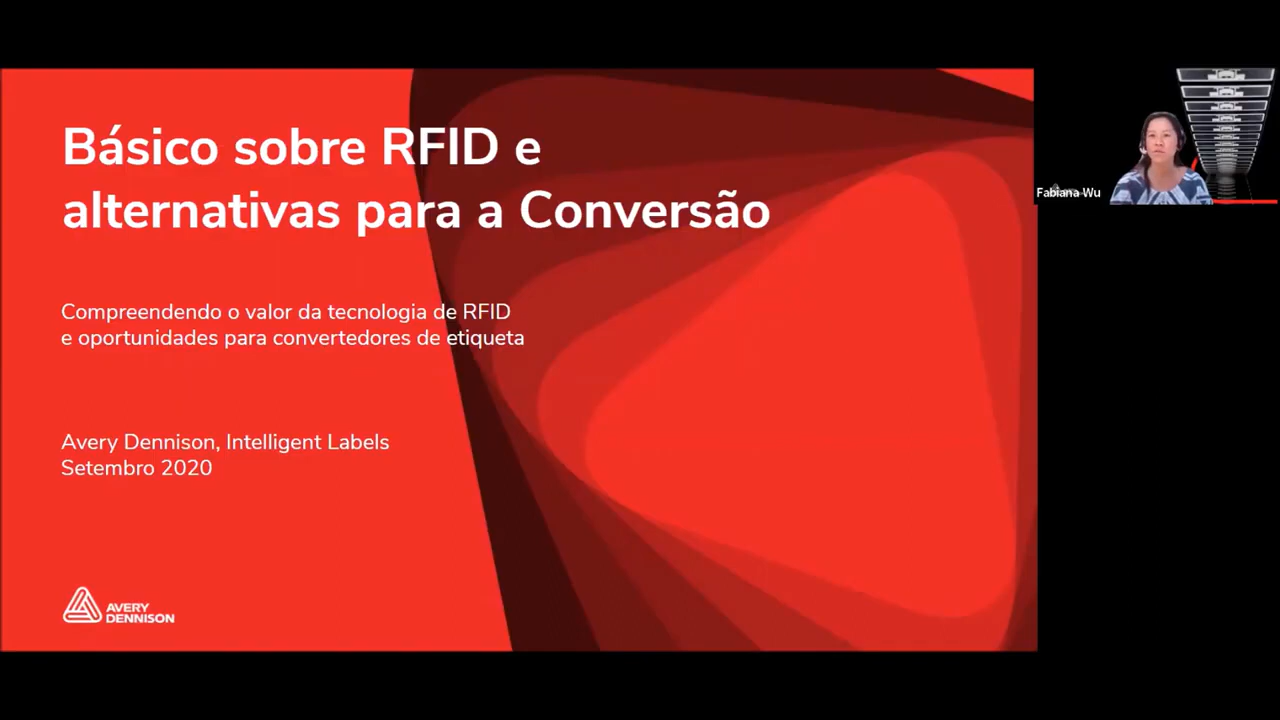 Básico sobre RFID e
alternativas para a Conversão
Compreendendo o valor da tecnologia de RFID
e oportunidades para convertedores de etiqueta
Avery Dennison, Intelligent Labels
Setembro 2020
AVERY
DENNISON
Fabiana Wu